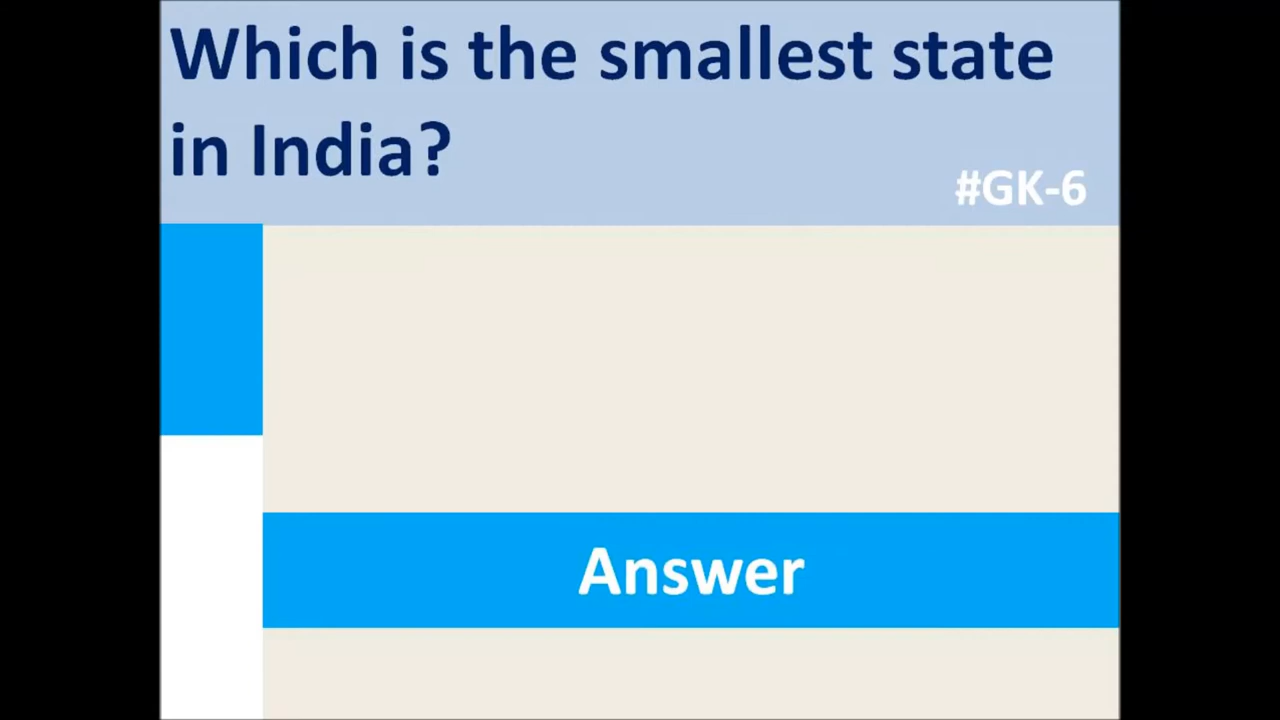 Which is the smallest state
in India?
#GK-6
Answer